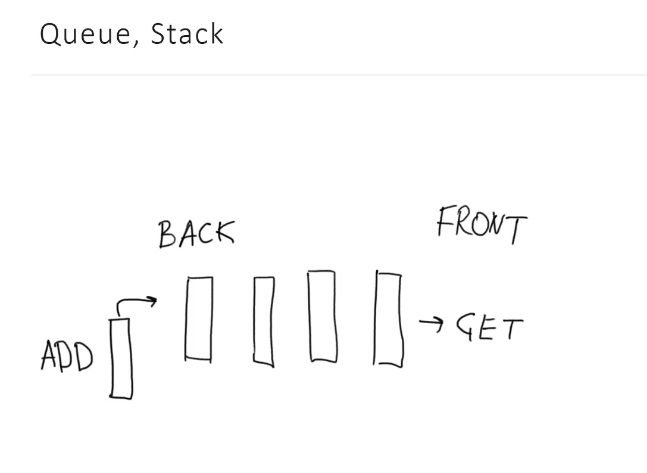 Queue, Stack
BACK
FRONT
ADD
→ GET